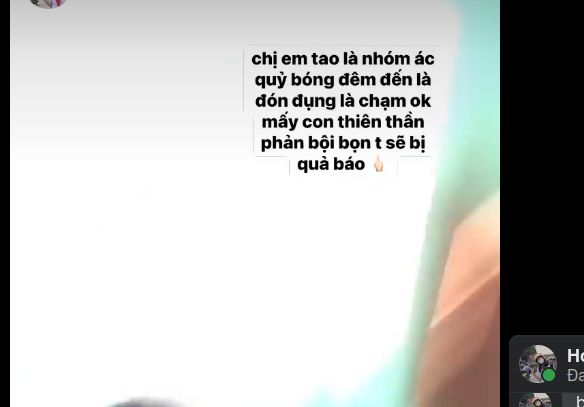 chị em tao là nhóm ác
quỷ bóng đêm đến là
đón đụng là chạm ok
mấy con thiên thần
phản bội bọn t sẽ bị
quả báo 🖕🏻